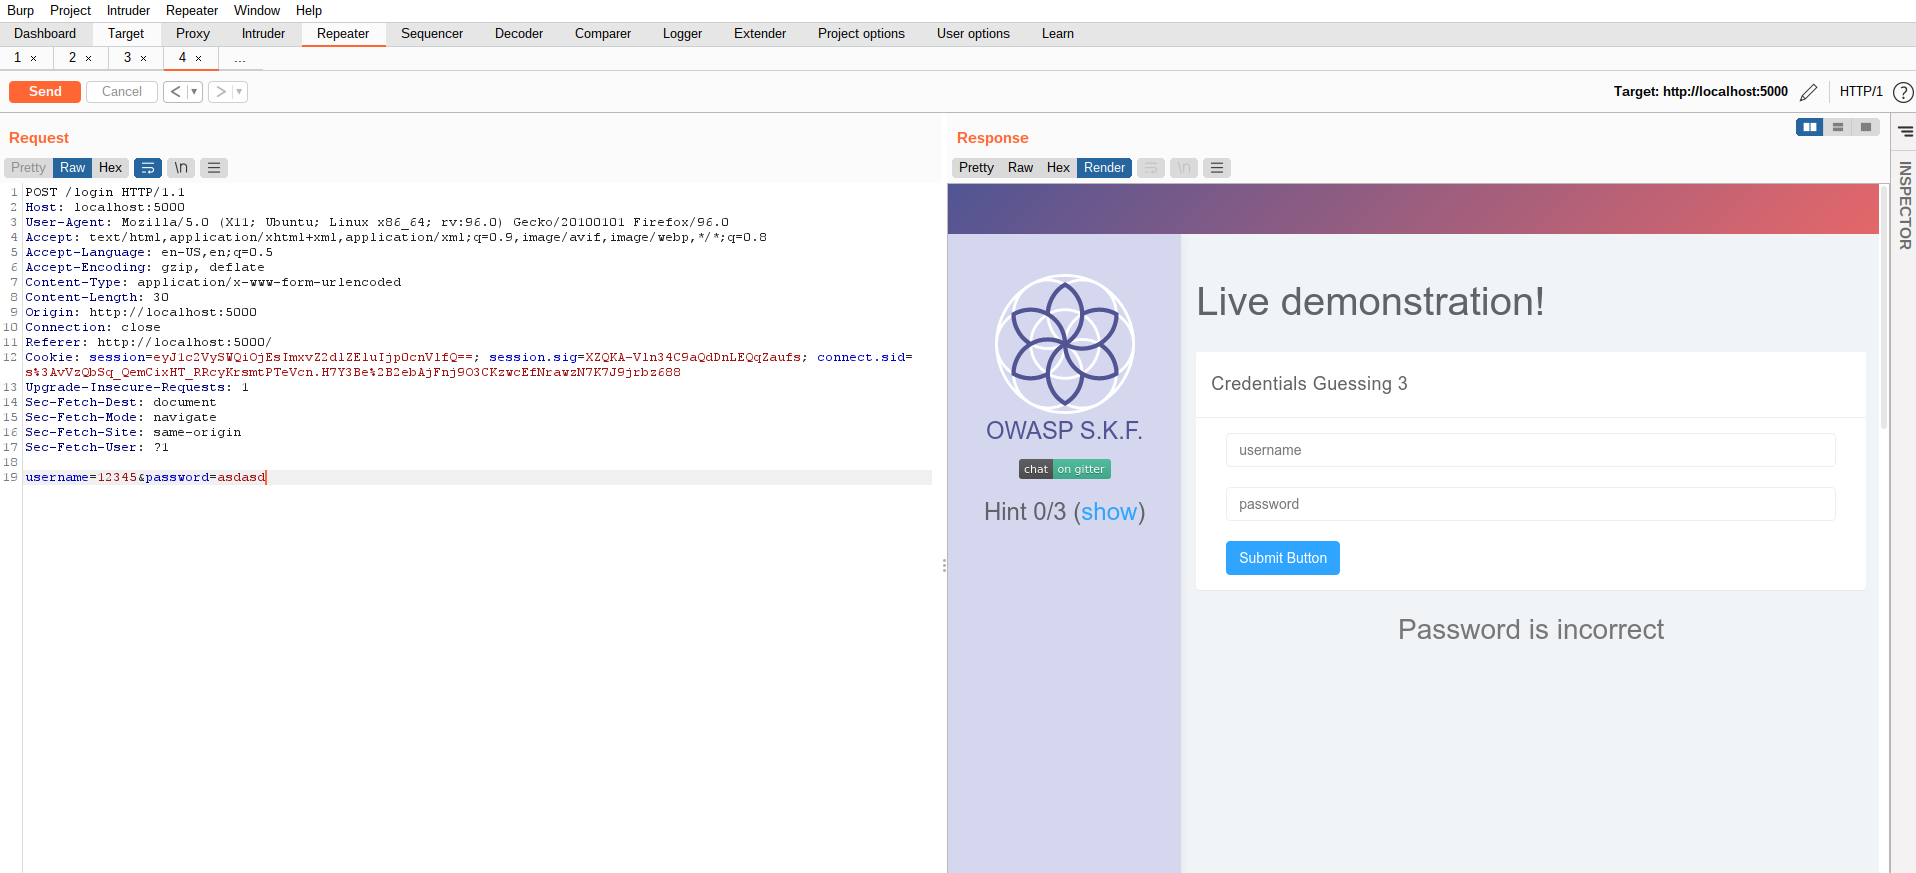 Burp Project Intruder Repeater Window Help
Dashboard Target Proxy Intruder Repeater Sequencer Decoder Comparer Logger Extender Project options User options Learn
1 × 2 × 3 × 4 × ...
Send Cancel < > Target: http://localhost:5000 HTTP/1 ?
Request
Pretty Raw Hex \n
1 POST /login HTTP/1.1
2 Host: localhost:5000
3 User-Agent: Mozilla/5.0 (X11; Ubuntu; Linux x86_64; rv:96.0) Gecko/20100101 Firefox/96.0
4 Accept: text/html,application/xhtml+xml,application/xml;q=0.9,image/avif,image/webp,*/*;q=0.8
5 Accept-Language: en-US,en;q=0.5
6 Accept-Encoding: gzip, deflate
7 Content-Type: application/x-www-form-urlencoded
8 Content-Length: 30
9 Origin: http://localhost:5000
10 Connection: close
11 Referer: http://localhost:5000/
12 Cookie: session=eyJ1c2VySWQiOjEsImxvZ2dlZEluIjp0cnVlfQ==; session.sig=XZQKA-Vln34C9aQdDnLEQqZaufs; connect.sid=
s%3AvVzQbSq_QemCixHT_RRcyKrsmtPTeVcn.H7Y3Be%2B2ebAjFnj9O3CKzwcEfNrawzN7K7J9jrbz688
13 Upgrade-Insecure-Requests: 1
14 Sec-Fetch-Dest: document
15 Sec-Fetch-Mode: navigate
16 Sec-Fetch-Site: same-origin
17 Sec-Fetch-User: ?1
18
19 username=12345&password=asdasd
Response
Pretty Raw Hex Render \n
INSPECTOR
OWASP S.K.F.
chat on gitter
Hint 0/3 (show)
Live demonstration!
Credentials Guessing 3
username
password
Submit Button
Password is incorrect